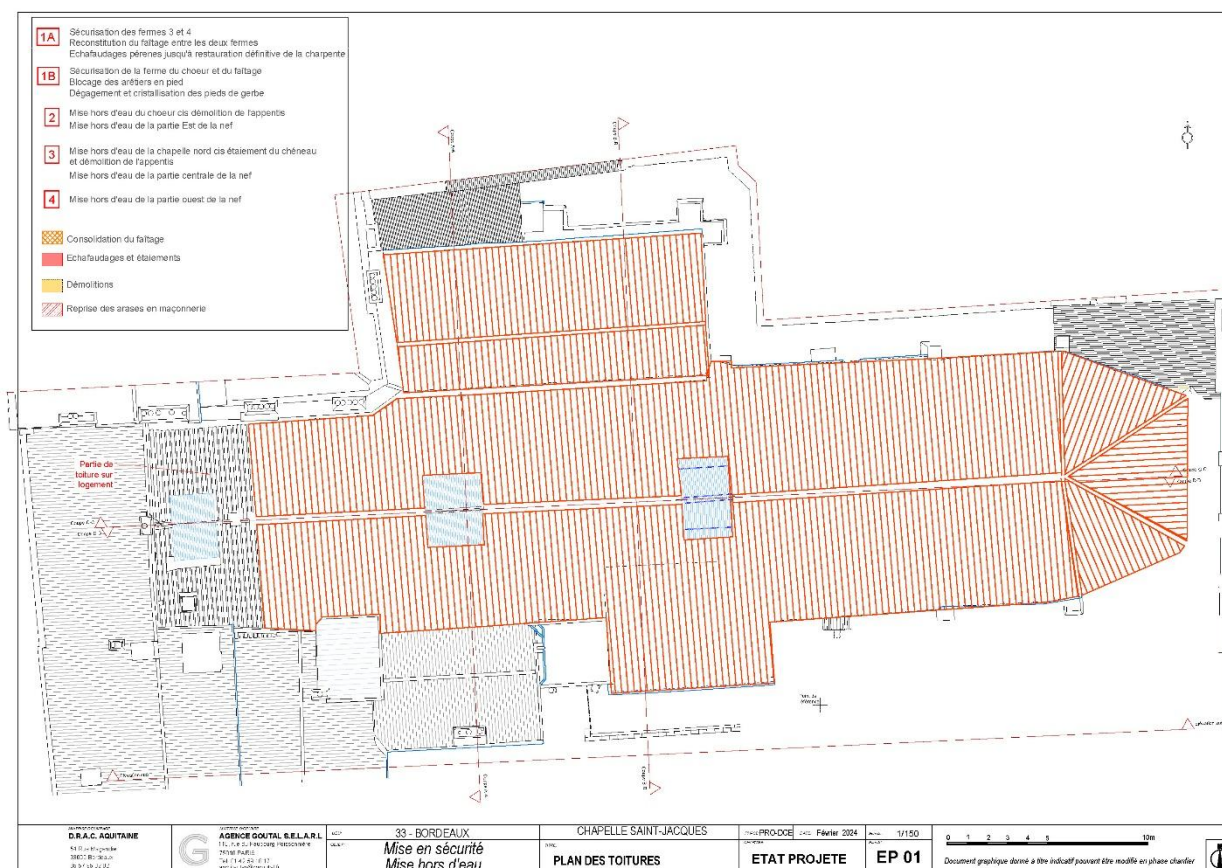 1A
Sécurisation des fermes 3 et 4
Reconstitution du faîtage entre les deux fermes
Echafaudages pérenes jusqu'à restauration définitive de la charpente
1B
Sécurisation de la ferme du choeur et du faîtage
Blocage des arêtiers en pied
Dégagement et cristallisation des pieds de gerbe
2
Mise hors d'eau du choeur cis démolition de l'appentis
Mise hors d'eau de la partie Est de la nef
3
Mise hors d'eau de la chapelle nord cis étaiement du chéneau
et démolition de l'appentis
Mise hors d'eau de la partie centrale de la nef
4
Mise hors d'eau de la partie ouest de la nef
Consolidation du faîtage
Echafaudages et étaiements
Démolitions
Reprise des arases en maçonnerie
Partie de
toiture sur
logement
D.R.A.C. AQUITAINE
G
AGENCE GOUTAL S.E.L.A.R.L
33 - BORDEAUX
Mise en sécurité
Mise hors d'eau
CHAPELLE SAINT-JACQUES
PLAN DES TOITURES
PRO-DCE
Février 2024
ETAT PROJETE
1/150
EP 01
0 1 2 3 4 5 10m
Document graphique donné à titre indicatif pouvant être modifié en phase chantier